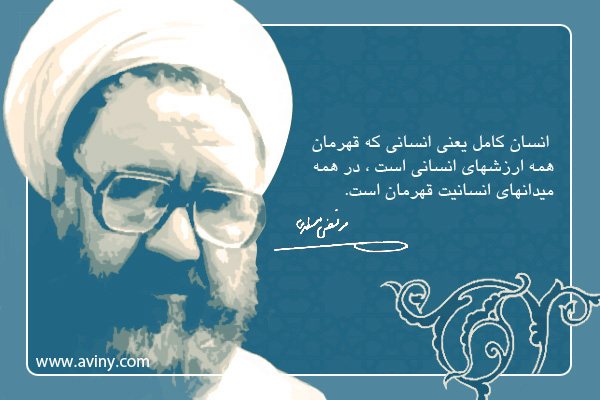 انسان کامل یعنی انسانی که قهرمان
همه ارزشهای انسانی است ، در همه
میدانهای انسانیت قهرمان است.
مرتضی مطهری
www.aviny.com